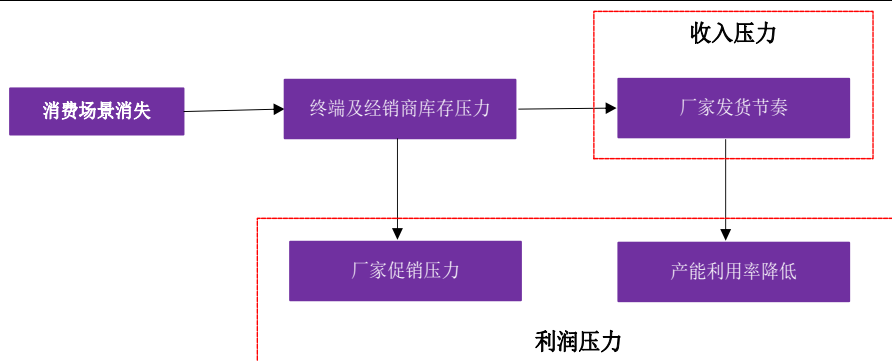 收入压力
消费场景消失
终端及经销商库存压力
厂家发货节奏
厂家促销压力
产能利用率降低
利润压力